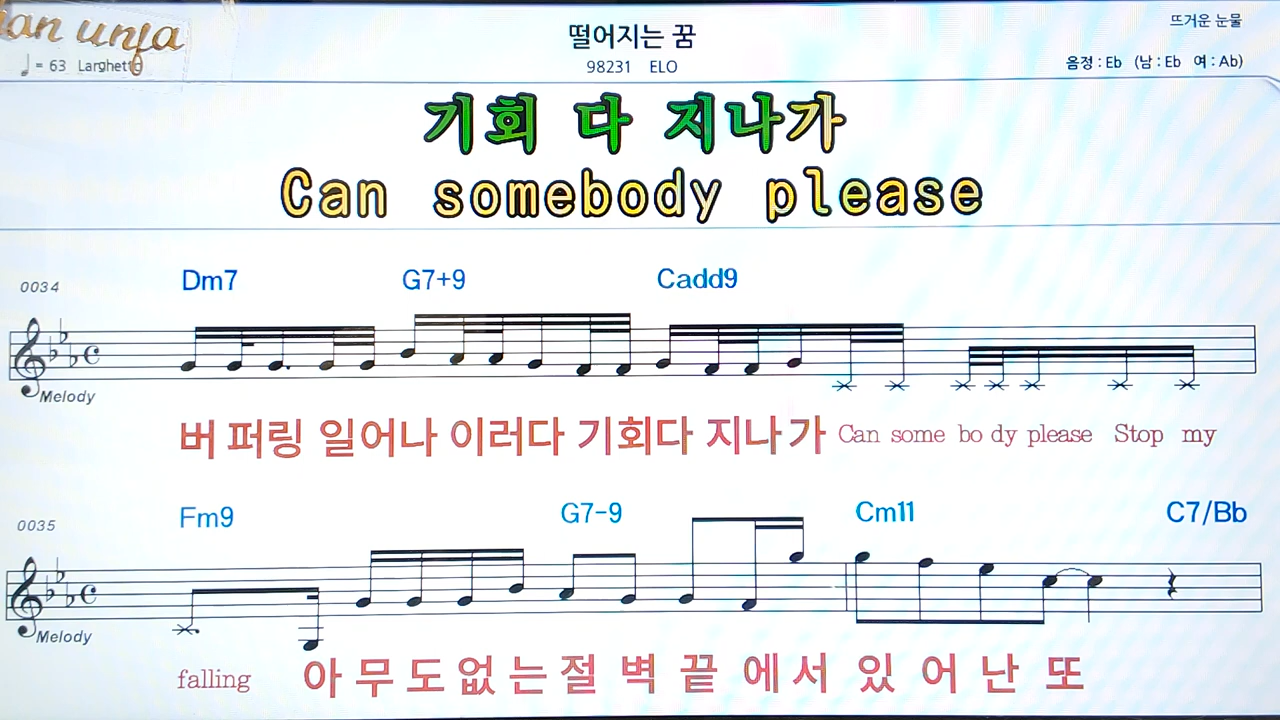 떨어지는 꿈
뜨거운 눈물
♩= 63 Larghetto
98231 ELO
음정 : Eb (남 : Eb 여 : Ab)
기회 다 지나가
Can somebody please
0034
Dm7 G7+9 Cadd9
Melody
버 퍼링 일어나 이러다 기회다 지나가 Can some bo dy please Stop my
0035
Fm9 G7-9 Cm11 C7/Bb
Melody
falling 아 무 도 없 는 절 벽 끝 에 서 있 어 난 또